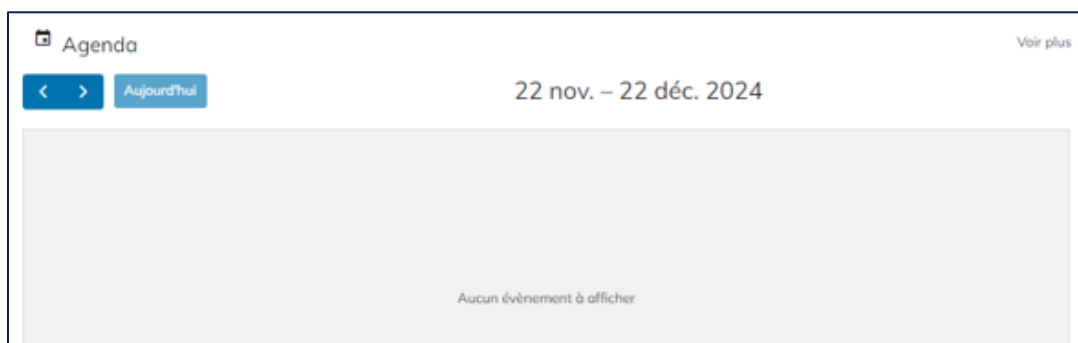 Agenda
Voir plus
Aujourd'hui
22 nov. – 22 déc. 2024
Aucun évènement à afficher